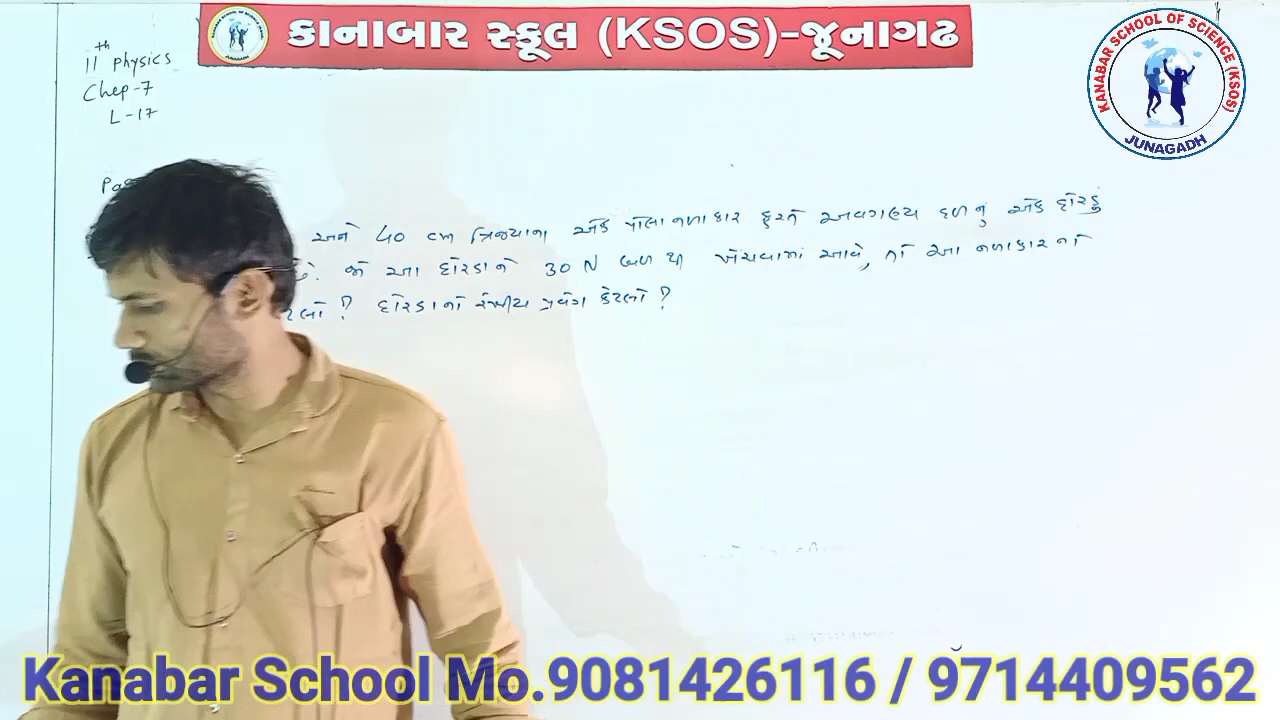 કાનાબાર સ્કૂલ (KSOS)-જૂનાગઢ
KANABAR SCHOOL OF SCIENCE (KSOS)
JUNAGADH
11th physics
Chep-7
L-17
અને 40 cm ત્રિજ્યાના એક પોલા નળાકાર ફરતે અવગણ્ય દળનું એક દોરડું
છે. જો આ દોરડાને 30 N બળ થી ખેંચવામાં આવે, તો આ નળાકારનો
? દોરડાનો રેખીય પ્રવેગ કેટલો ?
Kanabar School Mo.9081426116 / 9714409562